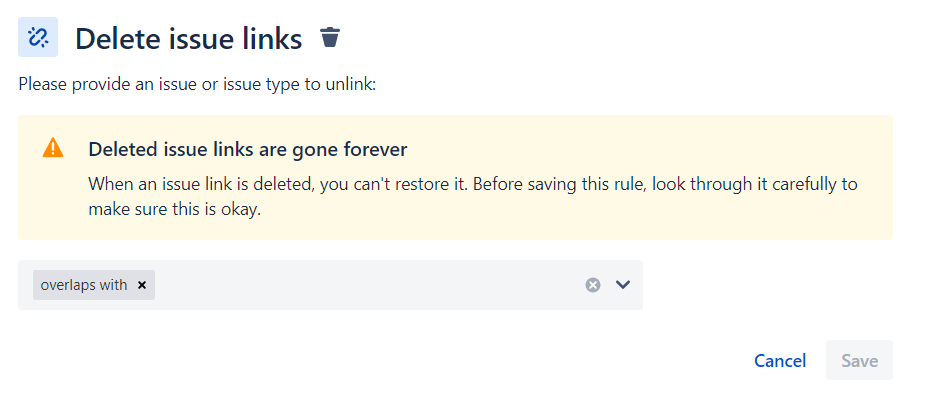 Delete issue links
Please provide an issue or issue type to unlink:
Deleted issue links are gone forever
When an issue link is deleted, you can't restore it. Before saving this rule, look through it carefully to
make sure this is okay.
overlaps with
Cancel Save